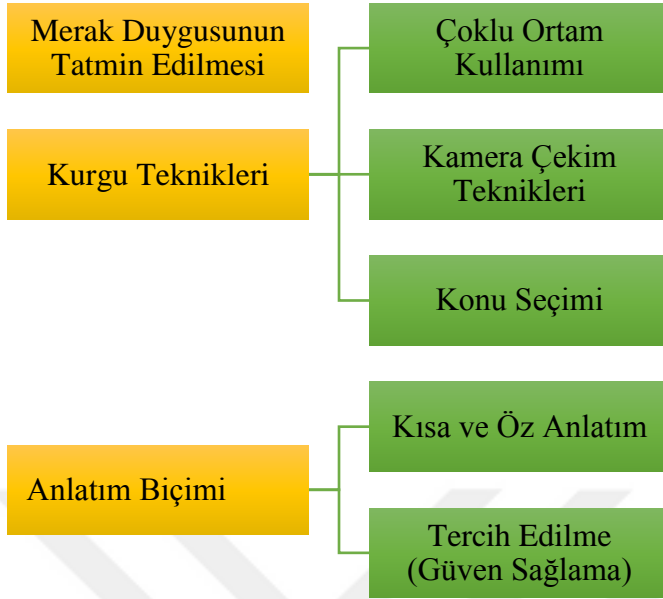 Merak Duygusunun
Tatmin Edilmesi
Çoklu Ortam
Kullanımı
Kurgu Teknikleri
Kamera Çekim
Teknikleri
Konu Seçimi
Anlatım Biçimi
Kısa ve Öz Anlatım
Tercih Edilme
(Güven Sağlama)